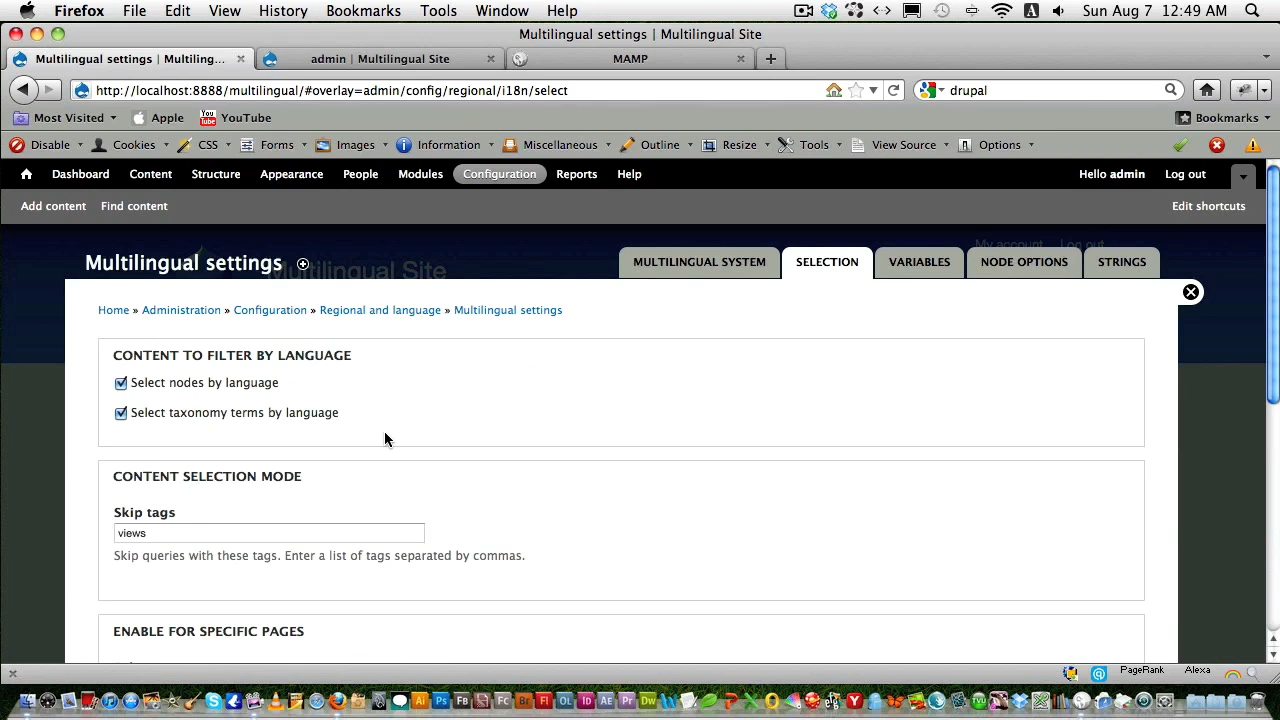 Firefox File Edit View History Bookmarks Tools Window Help Sun Aug 7 12:49 AM
Multilingual settings | Multilingual Site
Multilingual settings | Multiling... admin | Multilingual Site MAMP
http://localhost:8888/multilingual/#overlay=admin/config/regional/i18n/select drupal
Most Visited Apple YouTube Bookmarks
Disable Cookies CSS Forms Images Information Miscellaneous Outline Resize Tools View Source Options
Dashboard Content Structure Appearance People Modules Configuration Reports Help Hello admin Log out
Add content Find content Edit shortcuts
My account Log out
Multilingual settings MULTILINGUAL SYSTEM SELECTION VARIABLES NODE OPTIONS STRINGS
Multilingual Site
Home » Administration » Configuration » Regional and language » Multilingual settings
CONTENT TO FILTER BY LANGUAGE
Select nodes by language
Select taxonomy terms by language
CONTENT SELECTION MODE
Skip tags
views
Skip queries with these tags. Enter a list of tags separated by commas.
ENABLE FOR SPECIFIC PAGES
PageRank Alexa